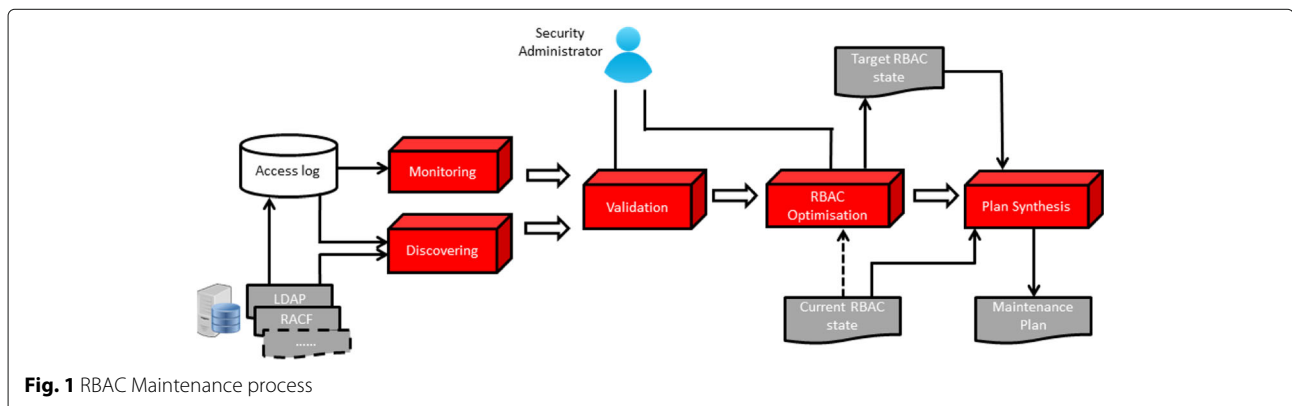 Security
Administrator
Target RBAC
state
Access log
Monitoring
Validation
RBAC
Optimisation
Plan Synthesis
Discovering
LDAP
RACF
......
Current RBAC
state
Maintenance
Plan
Fig. 1 RBAC Maintenance process